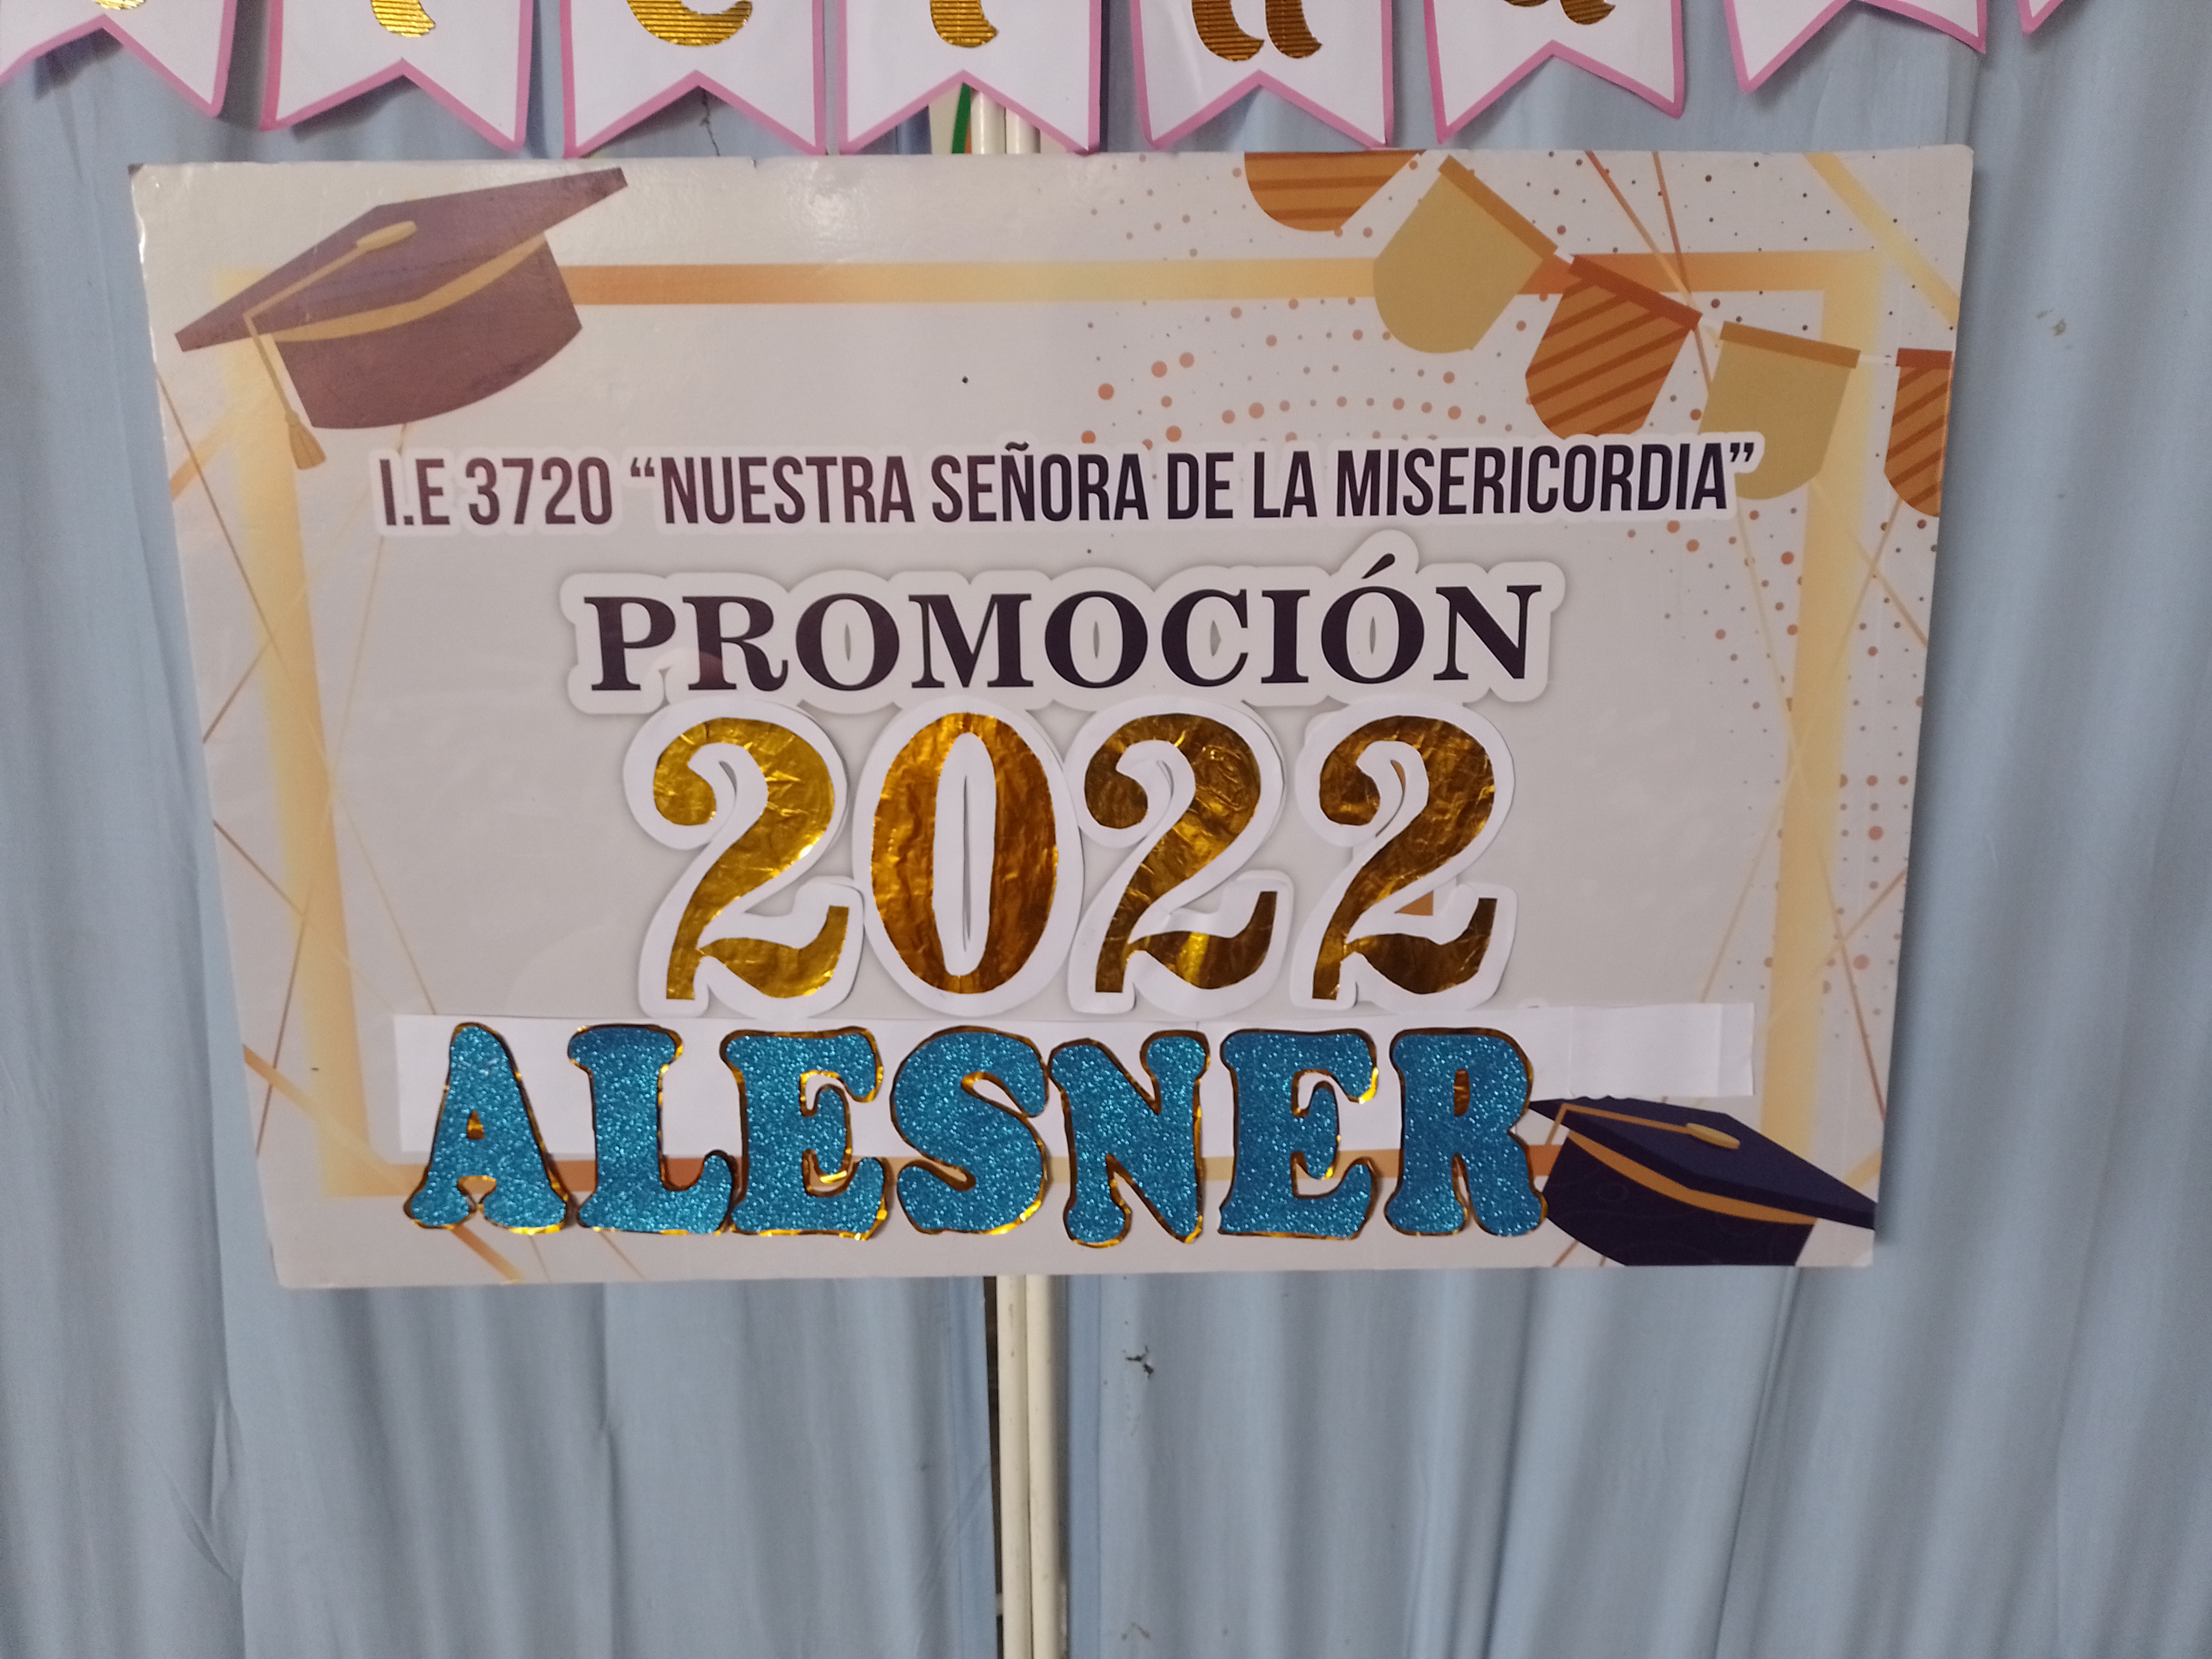 I.E 3720 “NUESTRA SEÑORA DE LA MISERICORDIA”
PROMOCIÓN
2022
ALESNER